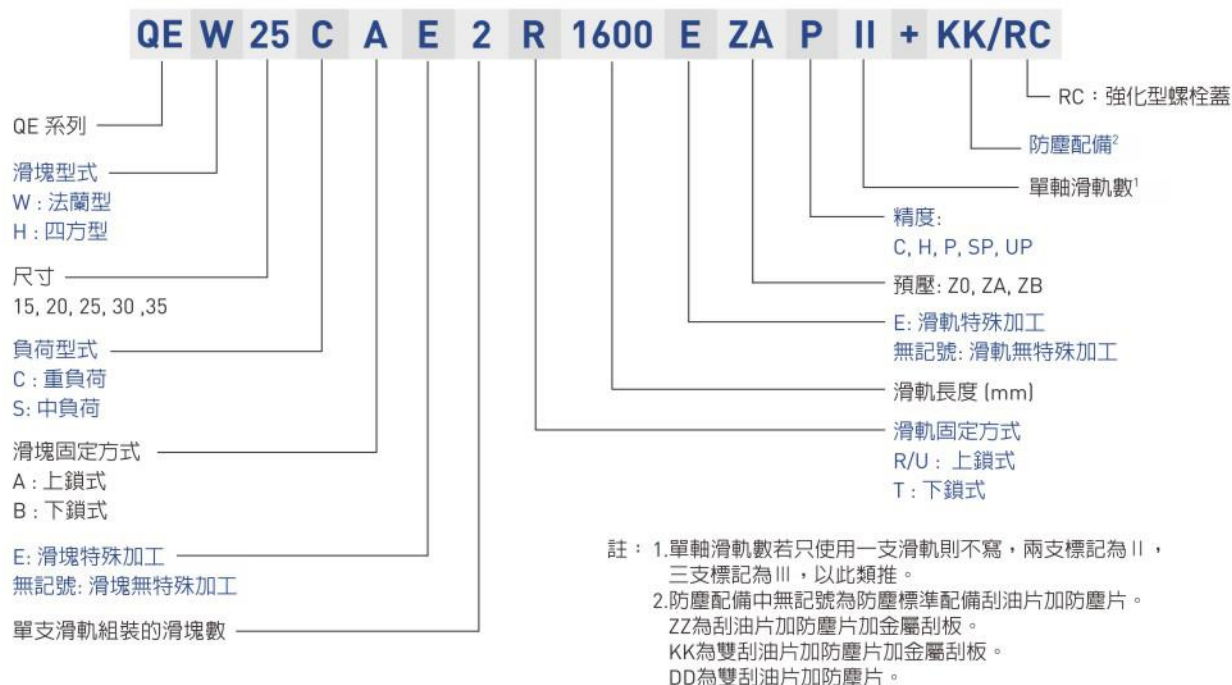 QE W 25 C A E 2 R 1600 E ZA P II + KK/RC
QE 系列
滑塊型式
W : 法蘭型
H : 四方型
尺寸
15, 20, 25, 30 ,35
負荷型式
C : 重負荷
S: 中負荷
滑塊固定方式
A : 上鎖式
B : 下鎖式
E: 滑塊特殊加工
無記號: 滑塊無特殊加工
單支滑軌組裝的滑塊數
RC：強化型螺栓蓋
防塵配備²
單軸滑軌數¹
精度:
C, H, P, SP, UP
預壓: Z0, ZA, ZB
E: 滑軌特殊加工
無記號: 滑軌無特殊加工
滑軌長度 (mm)
滑軌固定方式
R/U : 上鎖式
T : 下鎖式
註：1.單軸滑軌數若只使用一支滑軌則不寫，兩支標記為II，
三支標記為III，以此類推。
2.防塵配備中無記號為防塵標準配備刮油片加防塵片。
ZZ為刮油片加防塵片加金屬刮板。
KK為雙刮油片加防塵片加金屬刮板。
DD為雙刮油片加防塵片。